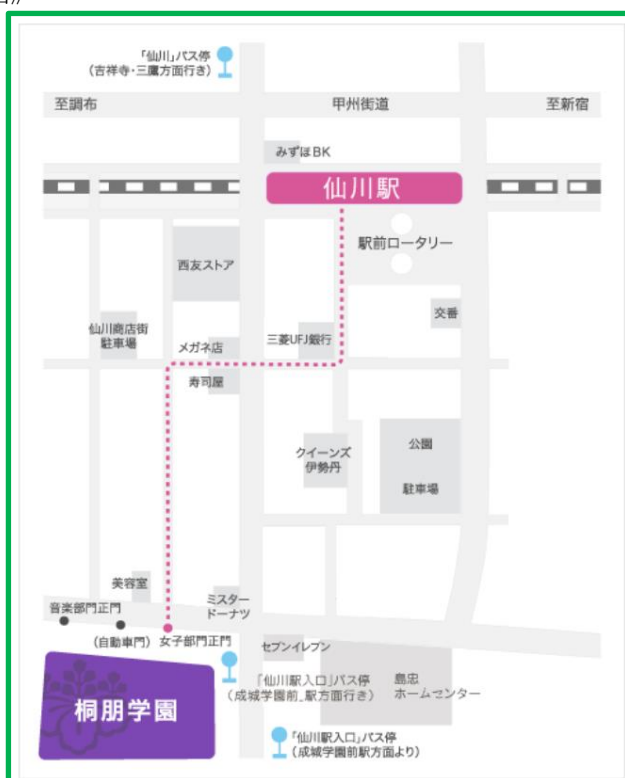 「仙川」バス停
(吉祥寺・三鷹方面行き)
至調布
甲州街道
至新宿
みずほBK
仙川駅
駅前ロータリー
西友ストア
交番
仙川商店街
駐車場
メガネ店
三菱UFJ銀行
寿司屋
クイーンズ
伊勢丹
公園
駐車場
美容室
ミスター
ドーナツ
音楽部門正門
(自動車門)
女子部門正門
セブンイレブン
「仙川駅入口」バス停
(成城学園前_駅方面行き)
島忠
ホームセンター
桐朋学園
「仙川駅入口」バス停
(成城学園前駅方面より)